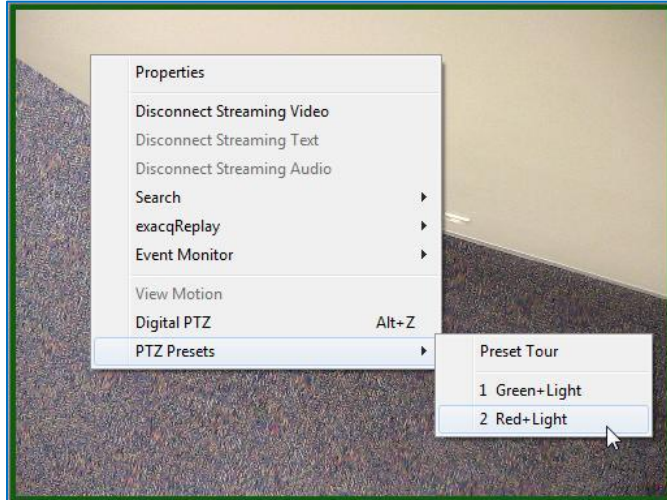 Properties
Disconnect Streaming Video
Disconnect Streaming Text
Disconnect Streaming Audio
Search
exacqReplay
Event Monitor
View Motion
Digital PTZ Alt+Z
PTZ Presets
Preset Tour
1 Green+Light
2 Red+Light